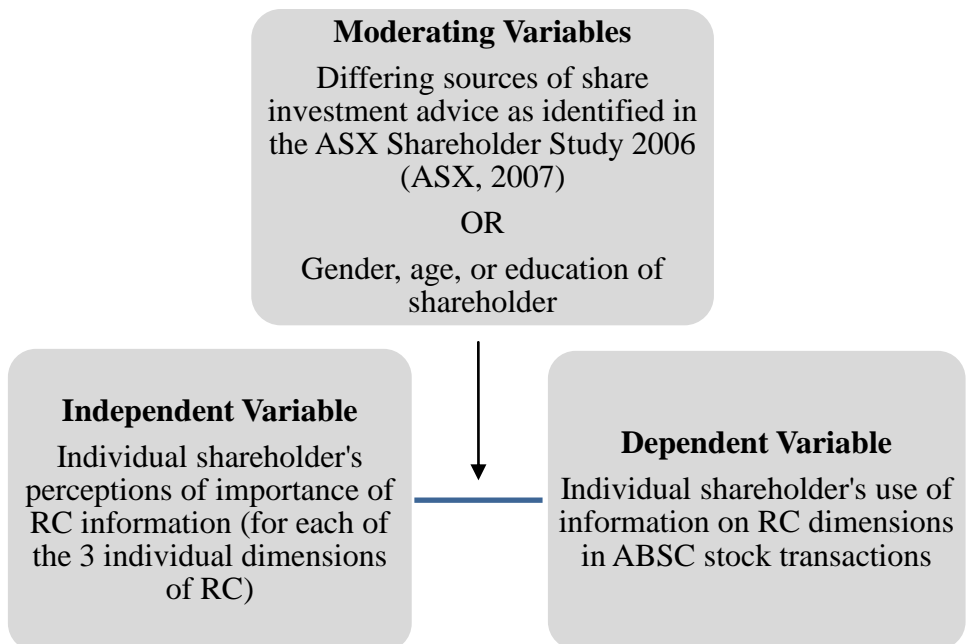 Moderating Variables
Differing sources of share
investment advice as identified in
the ASX Shareholder Study 2006
(ASX, 2007)
OR
Gender, age, or education of
shareholder
Independent Variable
Individual shareholder's
perceptions of importance of
RC information (for each of
the 3 individual dimensions
of RC)
Dependent Variable
Individual shareholder's use of
information on RC dimensions
in ABSC stock transactions